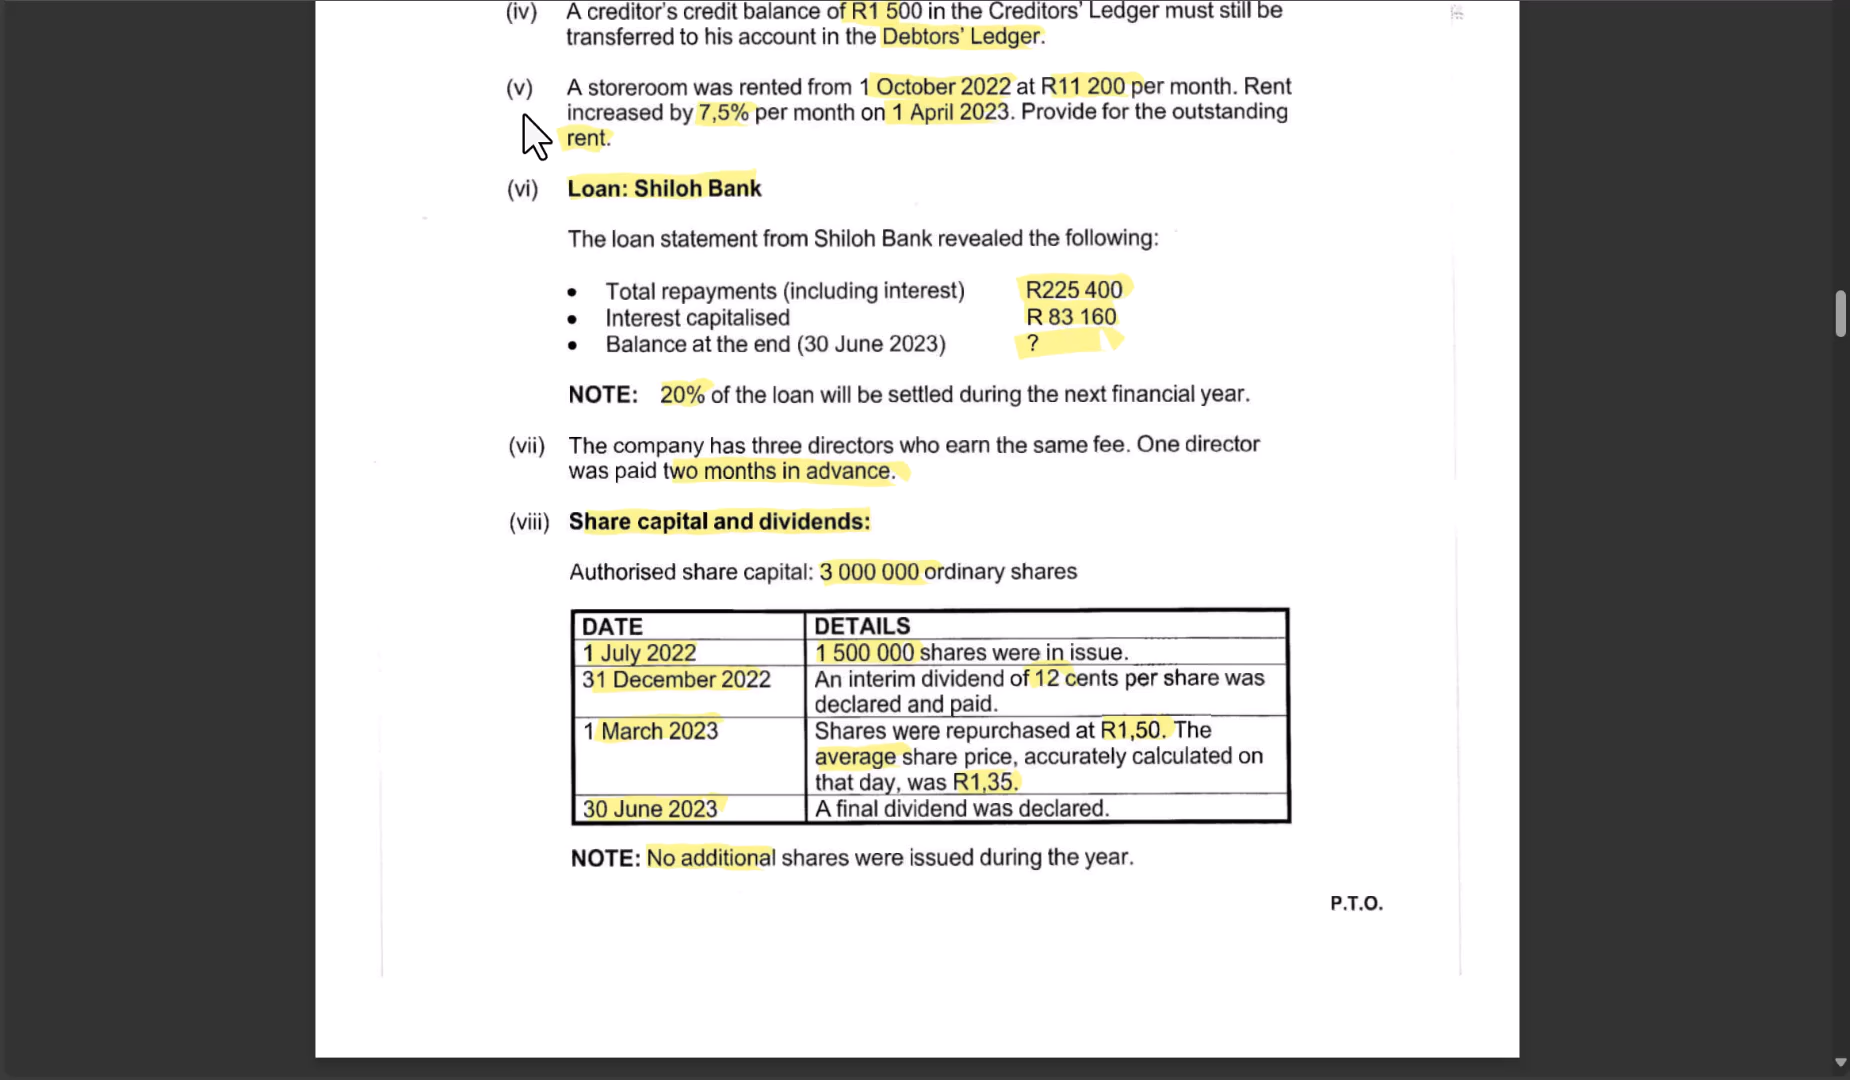 (iv) A creditor's credit balance of R1 500 in the Creditors' Ledger must still be
transferred to his account in the Debtors' Ledger.
(v) A storeroom was rented from 1 October 2022 at R11 200 per month. Rent
increased by 7,5% per month on 1 April 2023. Provide for the outstanding
rent.
(vi) Loan: Shiloh Bank
The loan statement from Shiloh Bank revealed the following:
• Total repayments (including interest) R225 400
• Interest capitalised R 83 160
• Balance at the end (30 June 2023) ?
NOTE: 20% of the loan will be settled during the next financial year.
(vii) The company has three directors who earn the same fee. One director
was paid two months in advance.
(viii) Share capital and dividends:
Authorised share capital: 3 000 000 ordinary shares
DATE DETAILS
1 July 2022 1 500 000 shares were in issue.
31 December 2022 An interim dividend of 12 cents per share was
declared and paid.
1 March 2023 Shares were repurchased at R1,50. The
average share price, accurately calculated on
that day, was R1,35.
30 June 2023 A final dividend was declared.
NOTE: No additional shares were issued during the year.
P.T.O.